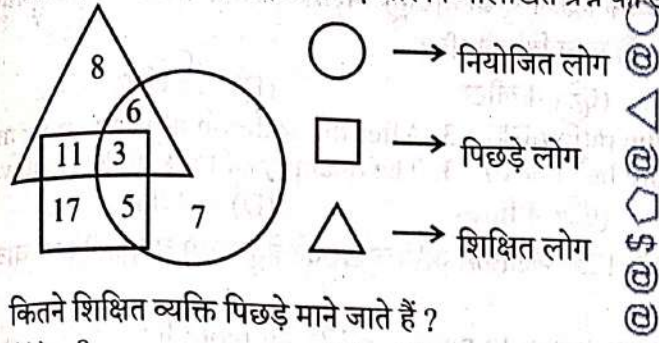 8
6
11 3
17 5 7
→ नियोजित लोग
→ पिछड़े लोग
→ शिक्षित लोग
@
@
$
@
@
कितने शिक्षित व्यक्ति पिछड़े माने जाते हैं ?